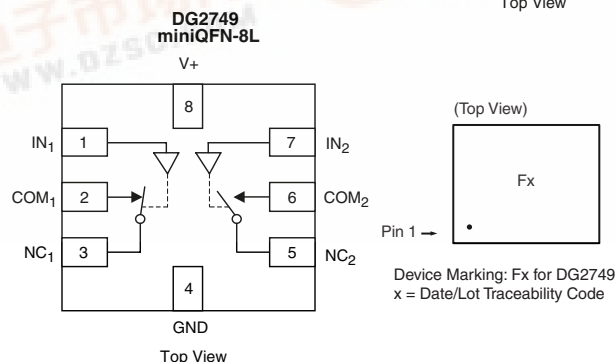 Top View
DG2749
miniQFN-8L
V+
8
IN1 1 7 IN2
COM1 2 6 COM2
NC1 3 5 NC2
4
GND
Top View
(Top View)
Fx
Pin 1
Device Marking: Fx for DG2749
x = Date/Lot Traceability Code